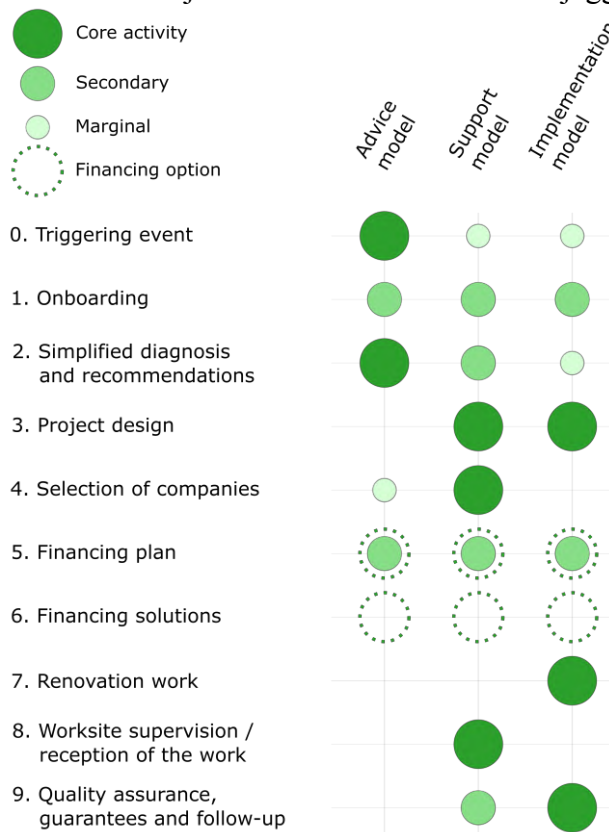 Core activity
Secondary
Marginal
Financing option
Advice
model
Support
model
Implementation
model
0. Triggering event
1. Onboarding
2. Simplified diagnosis
and recommendations
3. Project design
4. Selection of companies
5. Financing plan
6. Financing solutions
7. Renovation work
8. Worksite supervision /
reception of the work
9. Quality assurance,
guarantees and follow-up